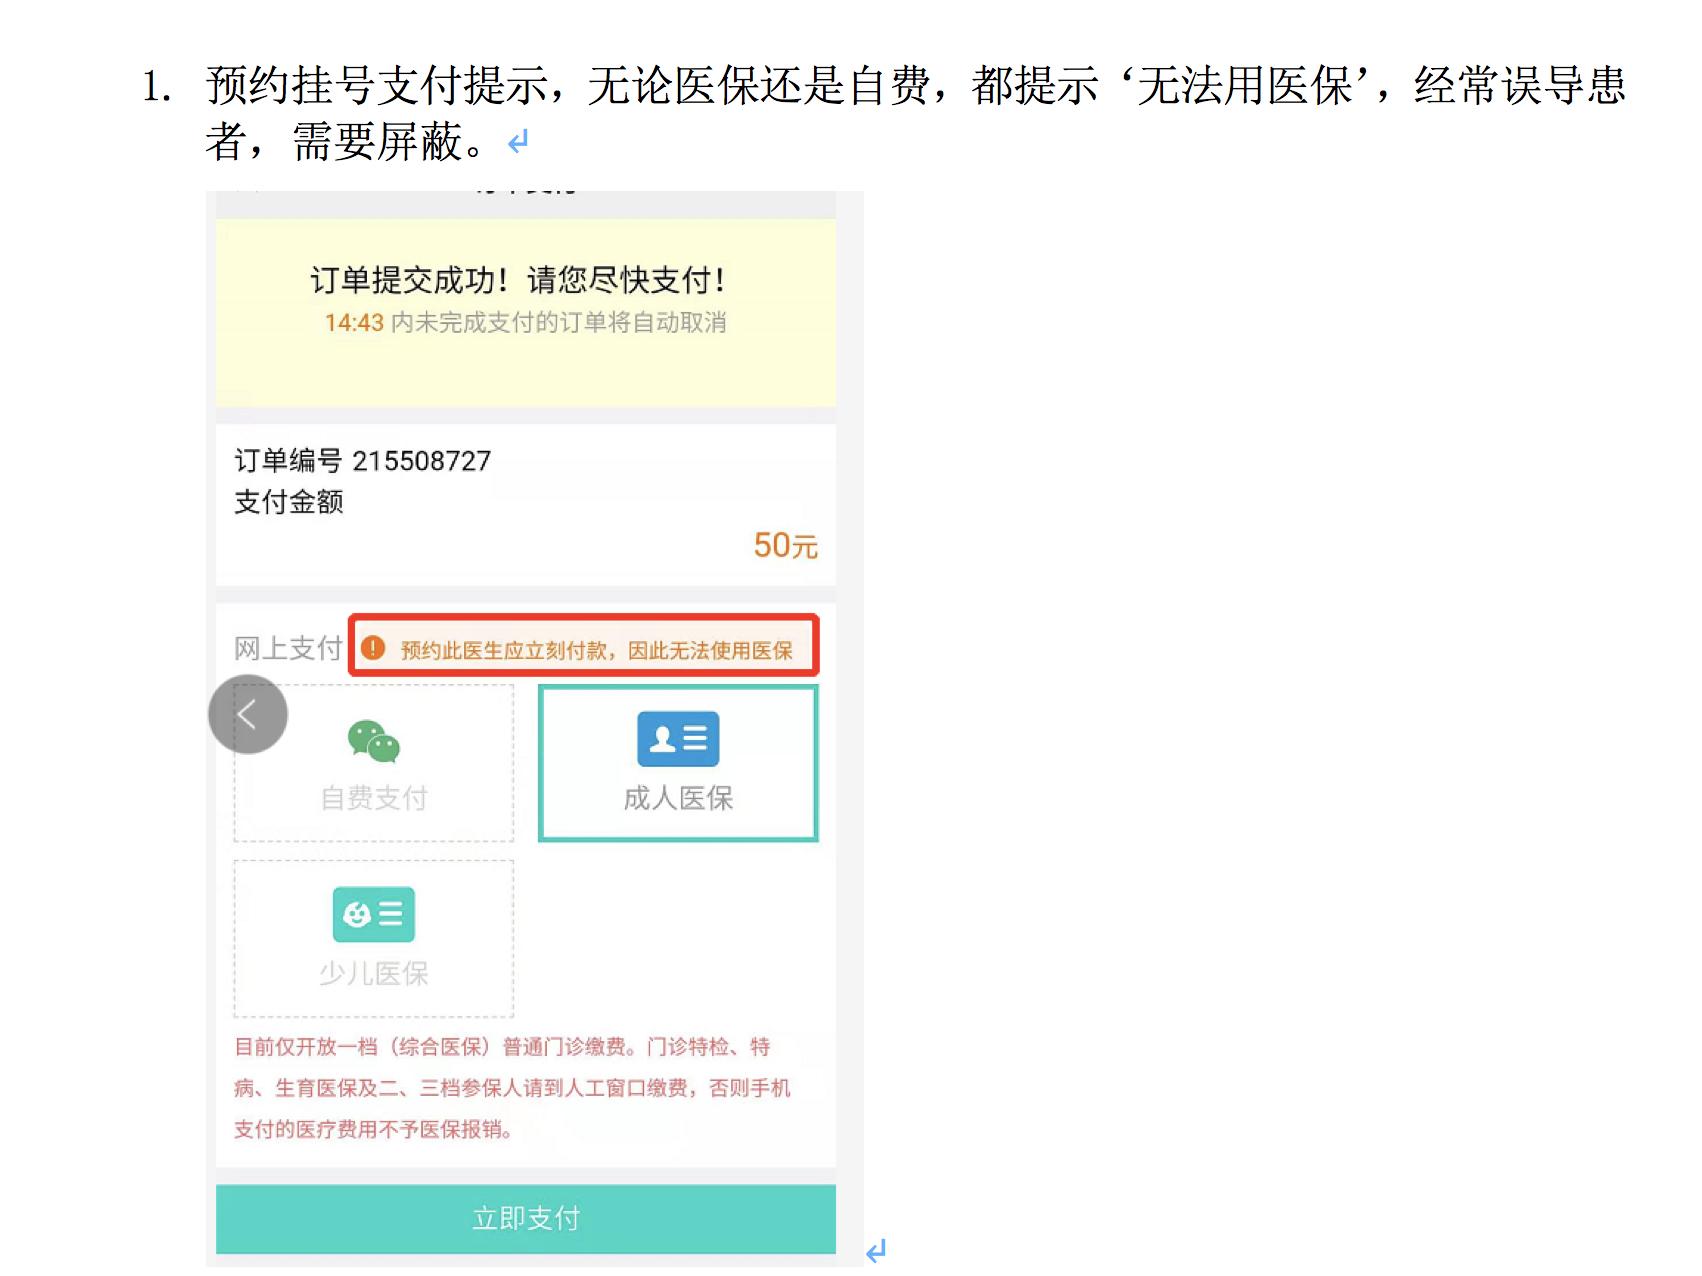 1. 预约挂号支付提示，无论医保还是自费，都提示‘无法用医保’，经常误导患
者，需要屏蔽。
订单提交成功！请您尽快支付！
14:43 内未完成支付的订单将自动取消
订单编号 215508727
支付金额
50元
网上支付 预约此医生应立刻付款，因此无法使用医保
自费支付 成人医保
少儿医保
目前仅开放一档（综合医保）普通门诊缴费。门诊特检、特
病、生育医保及二、三档参保人请到人工窗口缴费，否则手机
支付的医疗费用不予医保报销。
立即支付